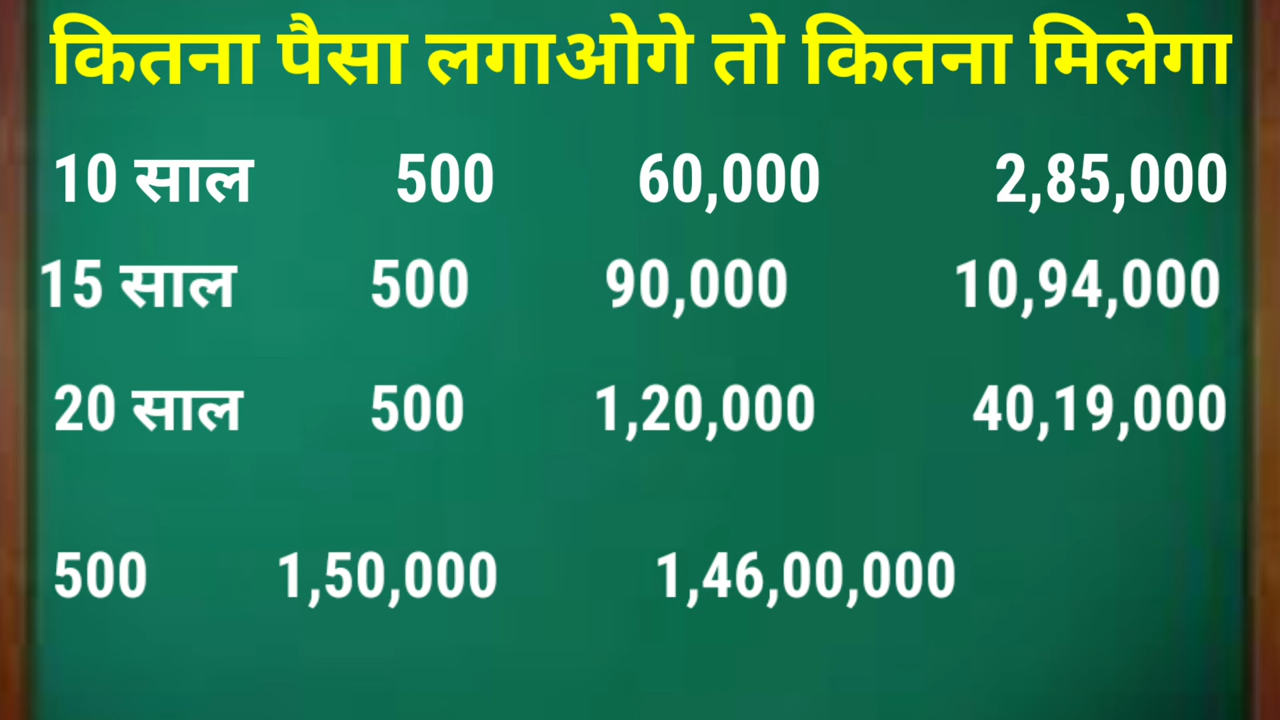 कितना पैसा लगाओगे तो कितना मिलेगा
10 साल 500 60,000 2,85,000
15 साल 500 90,000 10,94,000
20 साल 500 1,20,000 40,19,000
500 1,50,000 1,46,00,000